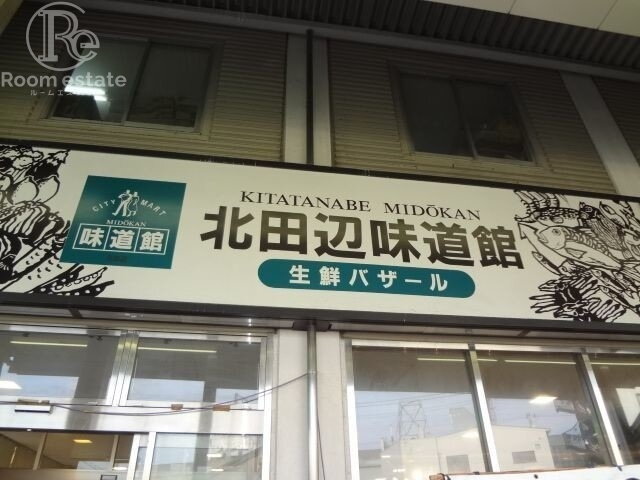 Re
Room estate
ルームエステート
CITY MART
MIDŌKAN
味道館
KITATANABE MIDŌKAN
北田辺味道館
生鮮バザール